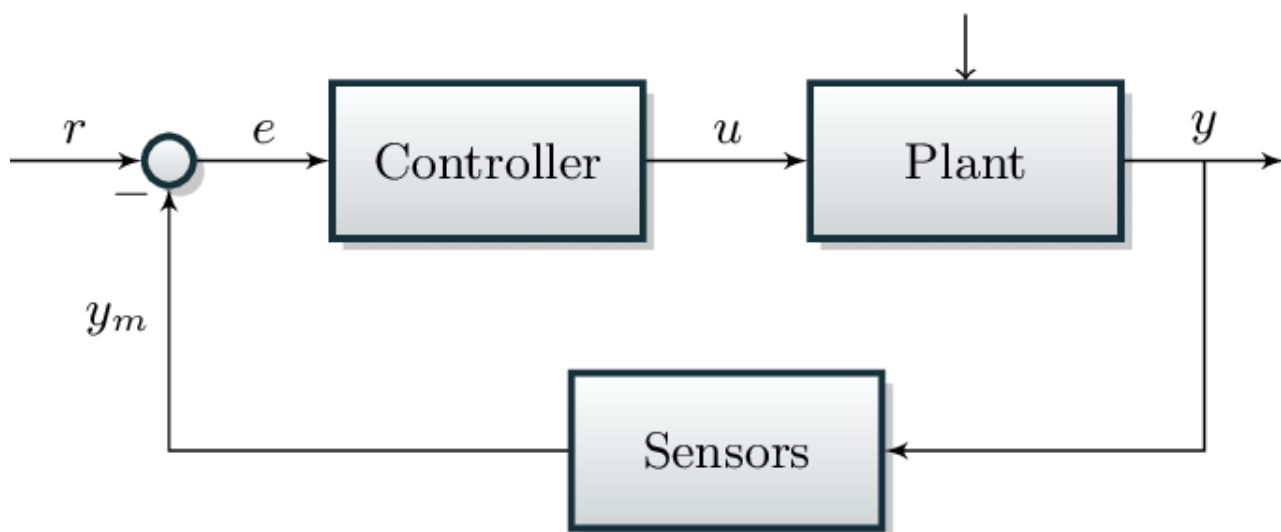 r
e
Controller
u
Plant
y
−
y_m
Sensors